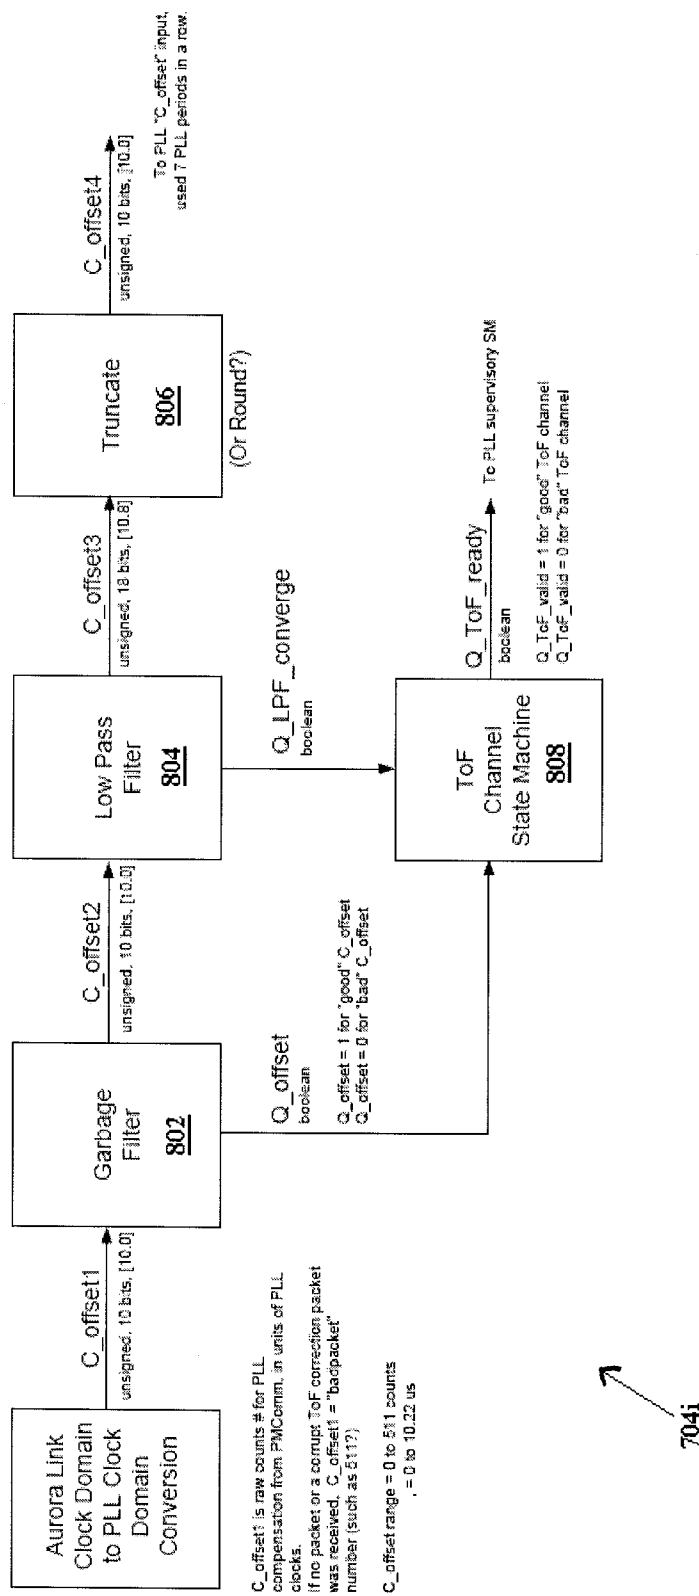 Aurora Link
Clock Domain
to PLL Clock
Domain
Conversion
C_offset1
unsigned, 10 bits, [10.0]
C_offset1 is raw counts # for PLL
compensation from PMComm, in units of PLL
clocks.
If no packet or a corrupt ToF correction packet
was received, C_offset1 = "badpacket"
number (such as 511?)
C_offset range = 0 to 511 counts
, = 0 to 10.22 us
Garbage
Filter
802
C_offset2
unsigned, 10 bits, [10.0]
Q_offset
boolean
Q_offset = 1 for "good" C_offset
Q_offset = 0 for "bad" C_offset
Low Pass
Filter
804
C_offset3
unsigned, 18 bits, [10.8]
Q_LPF_converge
boolean
Truncate
806
(Or Round?)
C_offset4
unsigned, 10 bits, [10.0]
To PLL "C_offset" input,
used 7 PLL periods in a row.
ToF
Channel
State Machine
808
Q_ToF_ready
boolean
To PLL supervisory SM
Q_ToF_valid = 1 for "good" ToF channel
Q_ToF_valid = 0 for "bad" ToF channel
704i